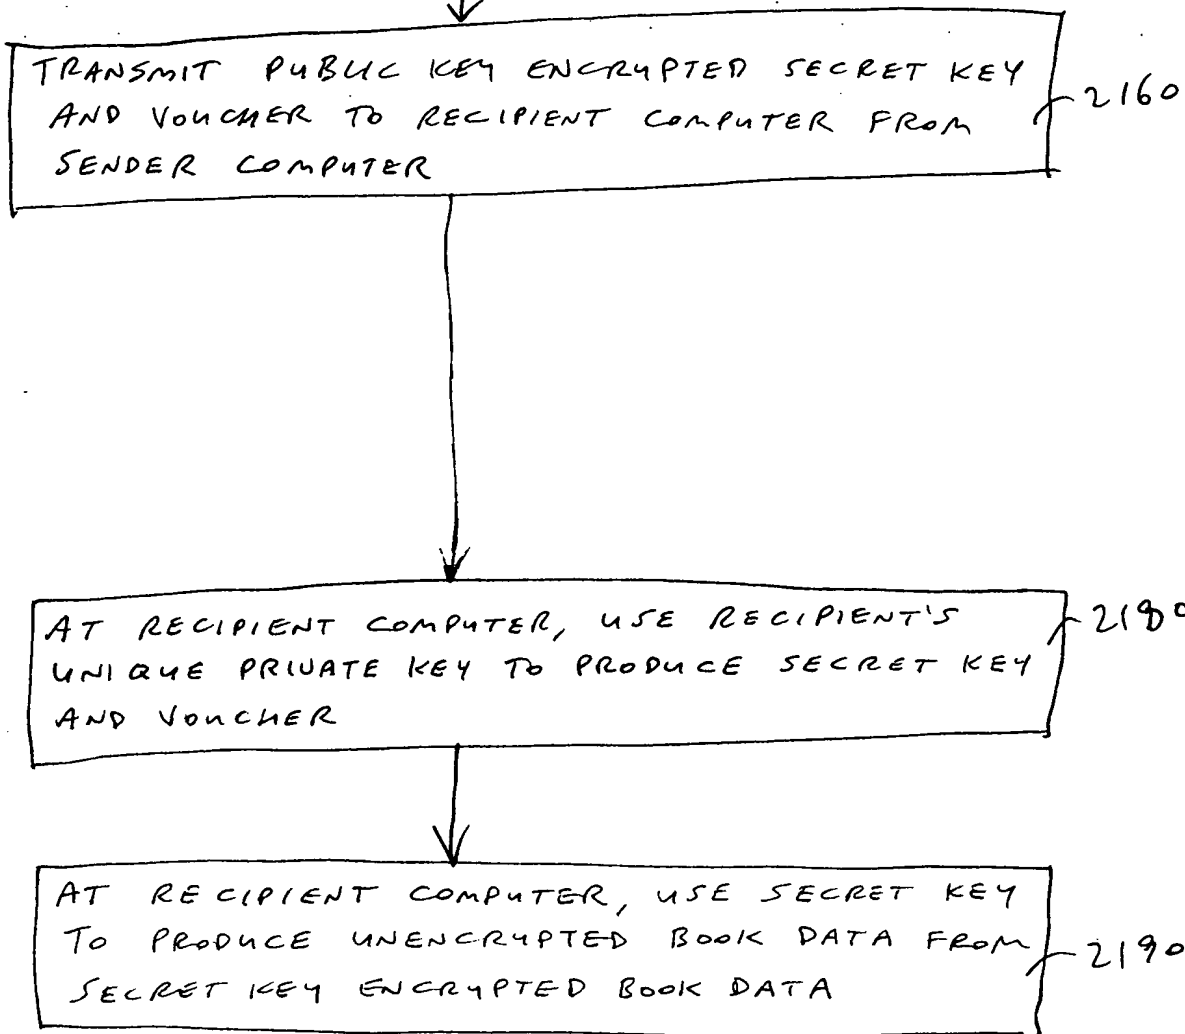 TRANSMIT PUBLIC KEY ENCRYPTED SECRET KEY
AND VOUCHER TO RECIPIENT COMPUTER FROM
SENDER COMPUTER
2160
AT RECIPIENT COMPUTER, USE RECIPIENT'S
UNIQUE PRIVATE KEY TO PRODUCE SECRET KEY
AND VOUCHER
2180
AT RECIPIENT COMPUTER, USE SECRET KEY
TO PRODUCE UNENCRYPTED BOOK DATA FROM
SECRET KEY ENCRYPTED BOOK DATA
2190